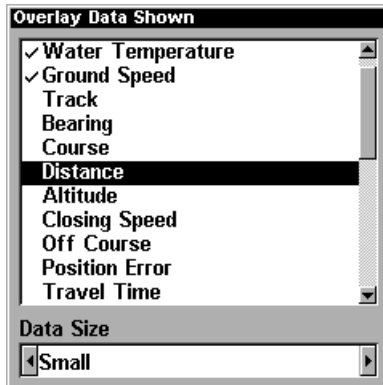 Overlay Data Shown
✓Water Temperature
✓Ground Speed
Track
Bearing
Course
Distance
Altitude
Closing Speed
Off Course
Position Error
Travel Time
Data Size
Small